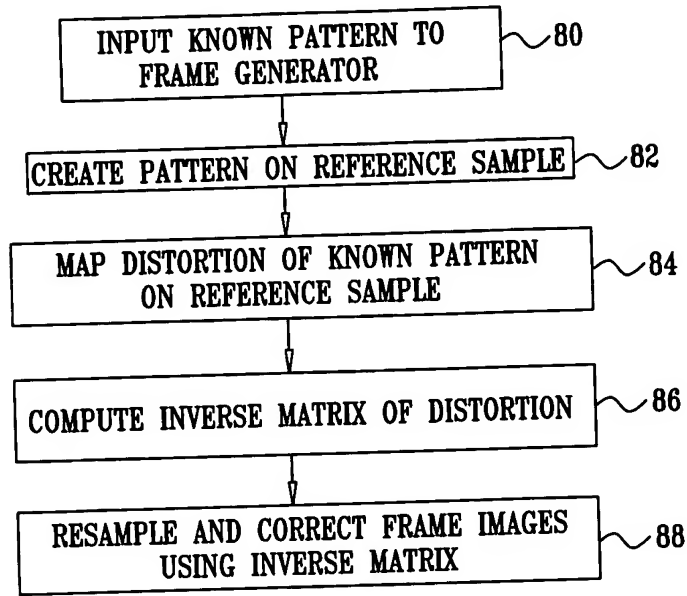 INPUT KNOWN PATTERN TO
FRAME GENERATOR
80
CREATE PATTERN ON REFERENCE SAMPLE
82
MAP DISTORTION OF KNOWN PATTERN
ON REFERENCE SAMPLE
84
COMPUTE INVERSE MATRIX OF DISTORTION
86
RESAMPLE AND CORRECT FRAME IMAGES
USING INVERSE MATRIX
88